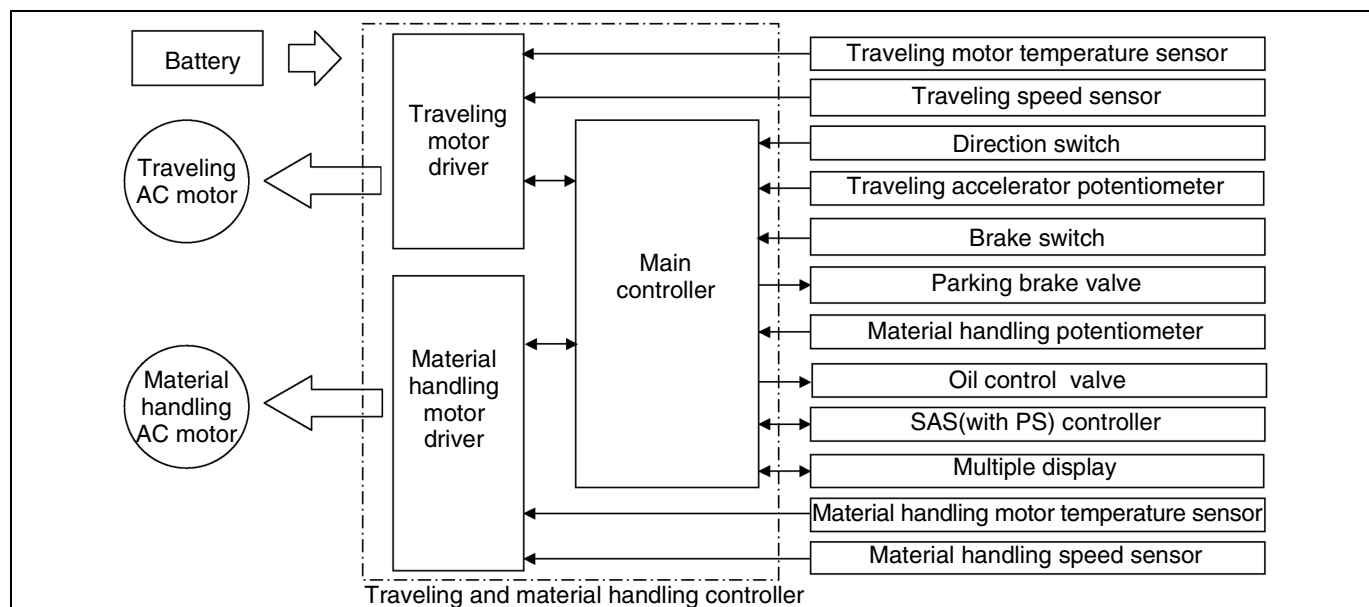 Battery
Traveling
AC motor
Material
handling
AC motor
Traveling
motor
driver
Material
handling
motor
driver
Main
controller
Traveling motor temperature sensor
Traveling speed sensor
Direction switch
Traveling accelerator potentiometer
Brake switch
Parking brake valve
Material handling potentiometer
Oil control valve
SAS(with PS) controller
Multiple display
Material handling motor temperature sensor
Material handling speed sensor
Traveling and material handling controller